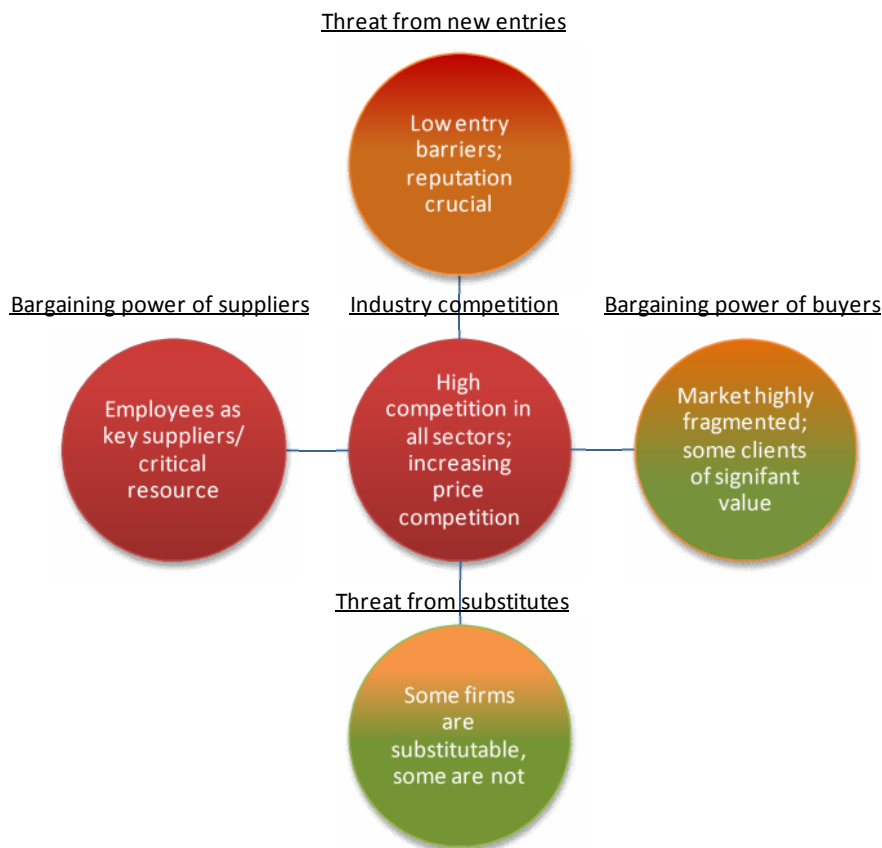 Threat from new entries
Low entry
barriers;
reputation
crucial
Bargaining power of suppliers
Employees as
key suppliers/
critical
resource
Industry competition
High
competition in
all sectors;
increasing
price
competition
Bargaining power of buyers
Market highly
fragmented;
some clients
of signifant
value
Threat from substitutes
Some firms
are
substitutable,
some are not